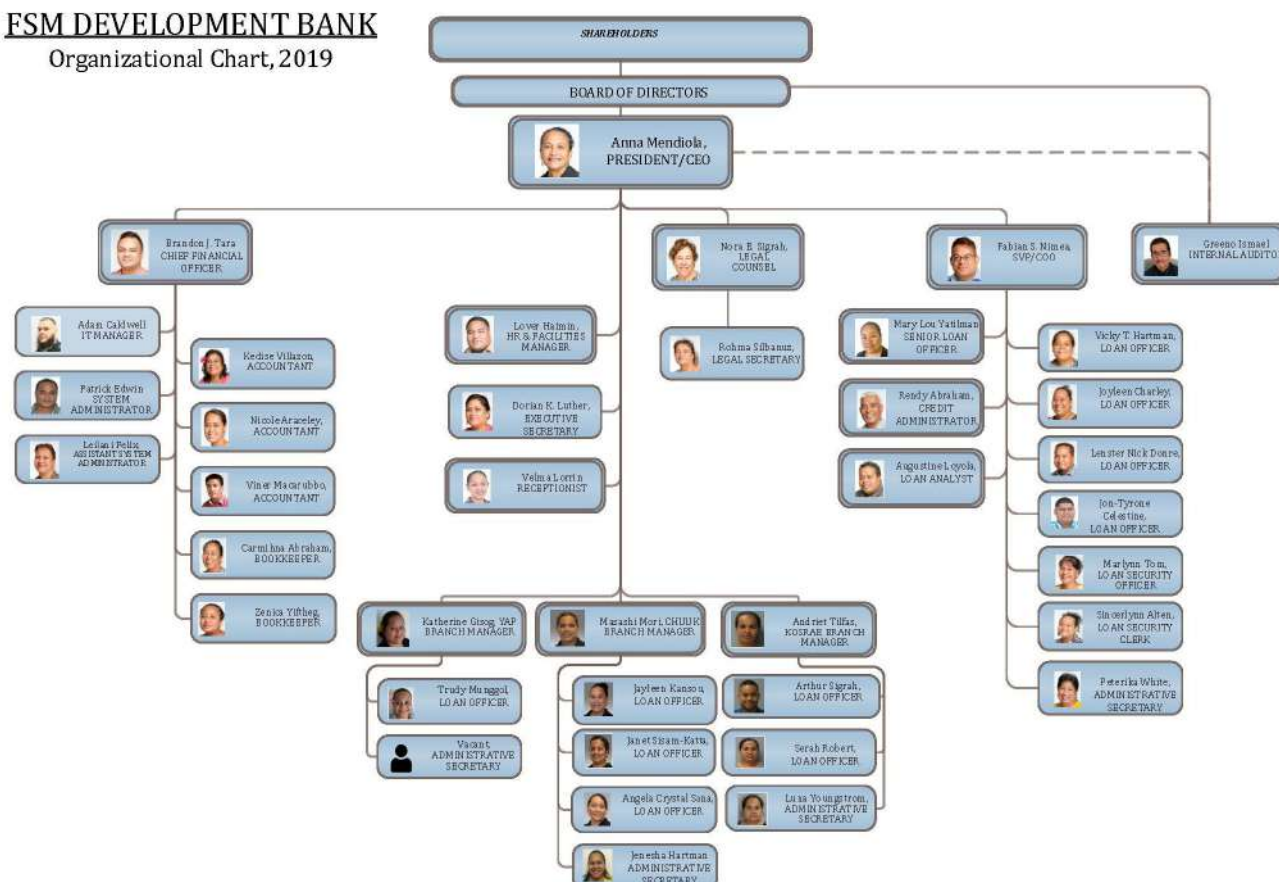 FSM DEVELOPMENT BANK
Organizational Chart, 2019
SHAREHOLDERS
BOARD OF DIRECTORS
Anna Mendiola,
PRESIDENT/CEO
Brandon J. Tara
CHIEF FINANCIAL
OFFICER
Nora E. Sigrah,
LEGAL
COUNSEL
Fabian S. Nimea,
SVP/COO
Greeno Ismael
INTERNAL AUDITO
Adam Caldwell
IT MANAGER
Patrick Edwin
SYSTEM
ADMINISTRATOR
Leilani Felix,
ASSISTANT SYSTEM
ADMINISTRATOR
Kedise Villazon,
ACCOUNTANT
Nicole Araceley,
ACCOUNTANT
Viner Macarubbo,
ACCOUNTANT
Carmihna Abraham,
BOOKKEEPER
Zenica Yiftheg,
BOOKKEEPER
Lover Haimin,
HR & FACILITIES
MANAGER
Dorian K. Luther,
EXECUTIVE
SECRETARY
Velma Lorrin
RECEPTIONIST
Rohma Silbanuz,
LEGAL SECRETARY
Mary Lou Yatilman
SENIOR LOAN
OFFICER
Rendy Abraham,
CREDIT
ADMINISTRATOR
Augustine Loyola,
LOAN ANALYST
Vicky T. Hartman,
LOAN OFFICER
Joyleen Charley,
LOAN OFFICER
Lenster Nick Donre,
LOAN OFFICER
Jon-Tyrone
Celestine,
LOAN OFFICER
Marlynn Tom,
LOAN SECURITY
OFFICER
Sincerlynn Alten,
LOAN SECURITY
CLERK
Peterika White,
ADMINISTRATIVE
SECRETARY
Katherine Gisog, YAP
BRANCH MANAGER
Trudy Munggol,
LOAN OFFICER
Vacant,
ADMINISTRATIVE
SECRETARY
Masashi Mori, CHUUK
BRANCH MANAGER
Jayleen Kansou,
LOAN OFFICER
Janet Sisam-Katta,
LOAN OFFICER
Angela Crystal Sana,
LOAN OFFICER
Jenesha Hartman
ADMINISTRATIVE
SECRETARY
Andriet Tilfas,
KOSRAE BRANCH
MANAGER
Arthur Sigrah,
LOAN OFFICER
Serah Robert,
LOAN OFFICER
Luna Youngstrom,
ADMINISTRATIVE
SECRETARY